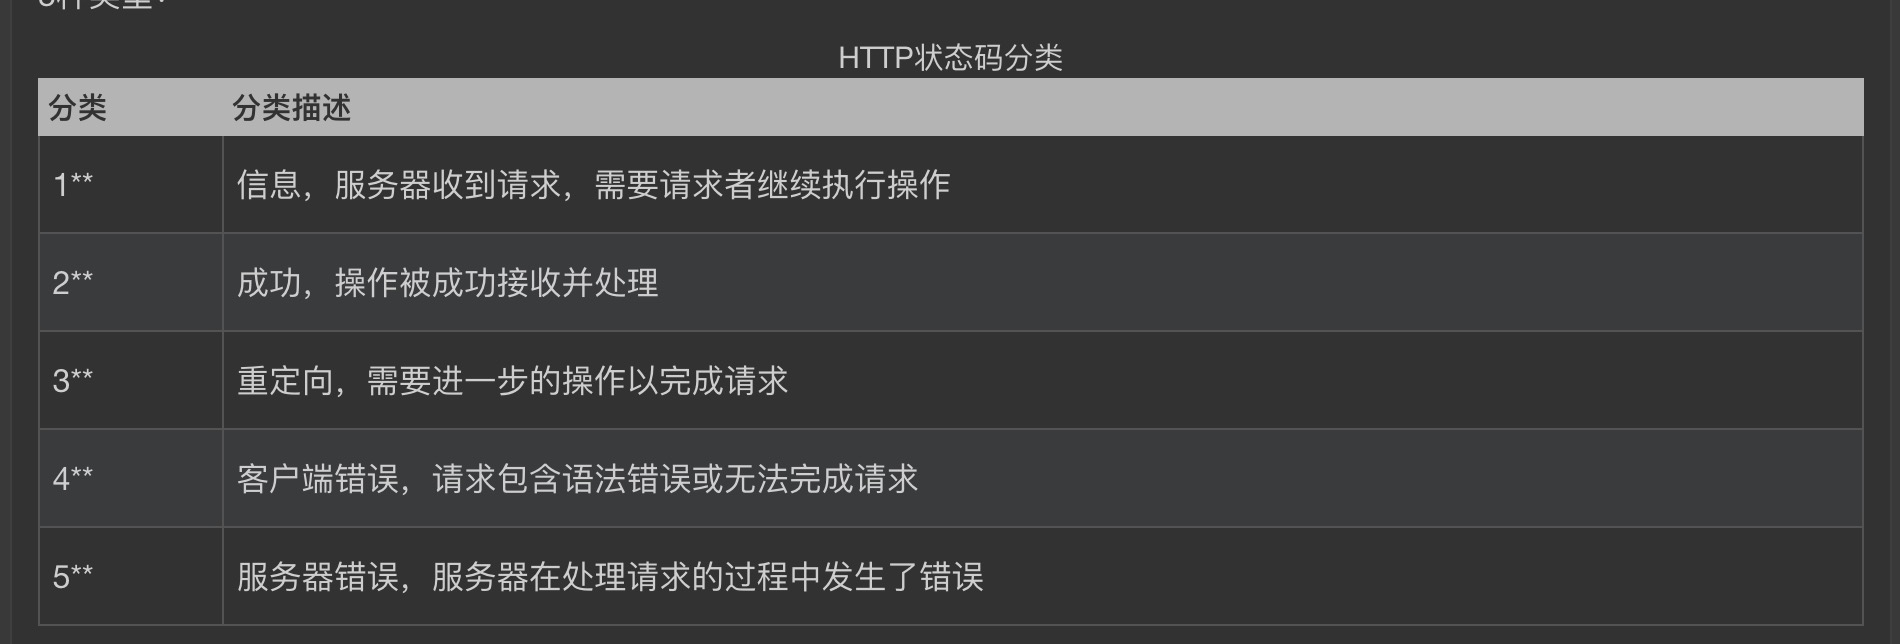 HTTP状态码分类
分类 分类描述
1** 信息，服务器收到请求，需要请求者继续执行操作
2** 成功，操作被成功接收并处理
3** 重定向，需要进一步的操作以完成请求
4** 客户端错误，请求包含语法错误或无法完成请求
5** 服务器错误，服务器在处理请求的过程中发生了错误